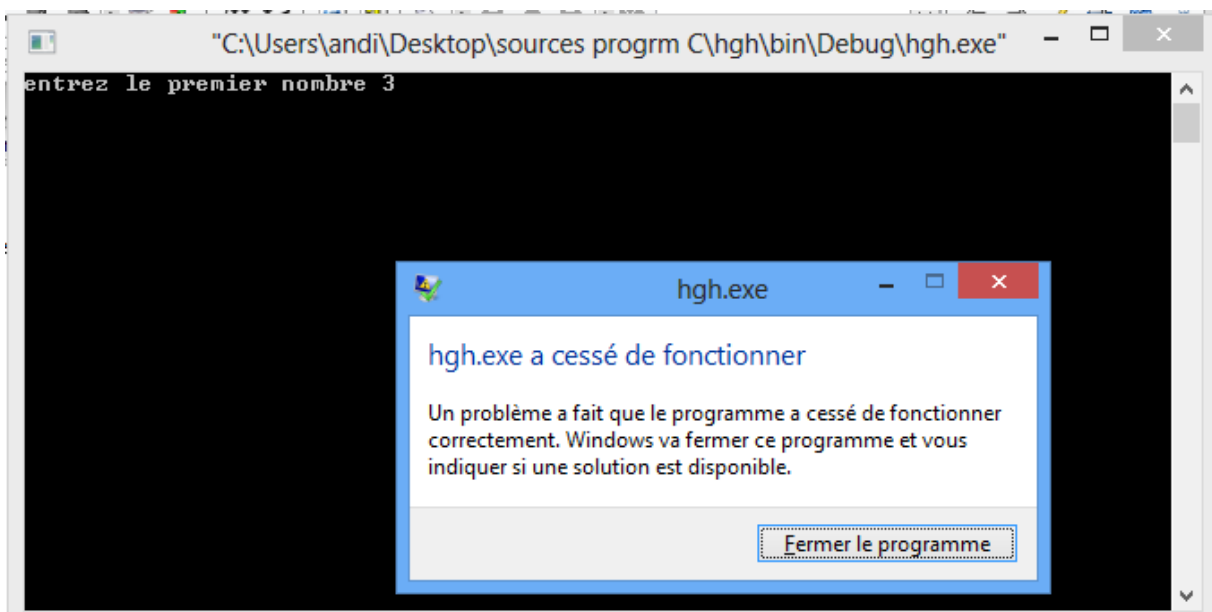 "C:\Users\andi\Desktop\sources progrm C\hgh\bin\Debug\hgh.exe"
entrez le premier nombre 3
hgh.exe
hgh.exe a cessé de fonctionner
Un problème a fait que le programme a cessé de fonctionner
correctement. Windows va fermer ce programme et vous
indiquer si une solution est disponible.
Fermer le programme